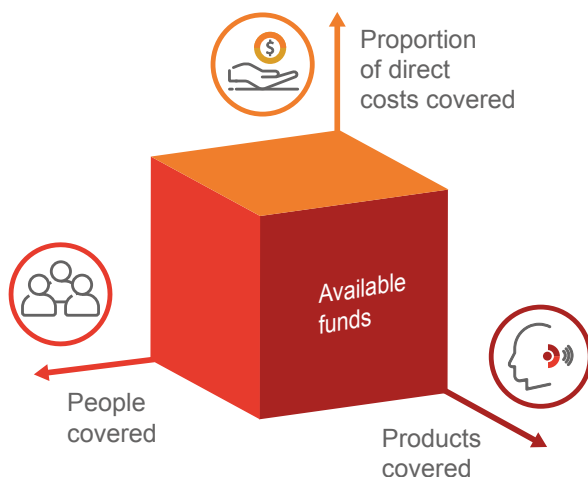 $
Proportion
of direct
costs covered
Available
funds
People
covered
Products
covered